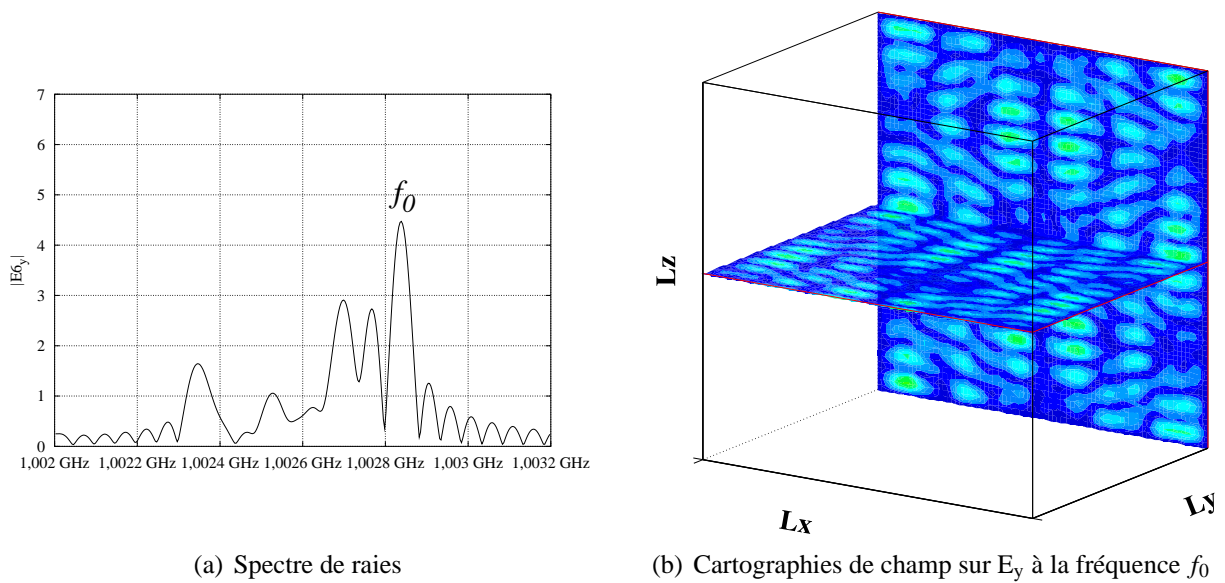 7
6
5
4
3
2
1
0
|E6y|
f0
1,002 GHz 1,0022 GHz 1,0024 GHz 1,0026 GHz 1,0028 GHz 1,003 GHz 1,0032 GHz
(a) Spectre de raies
Lz
Lx
Ly
(b) Cartographies de champ sur Ey à la fréquence f0